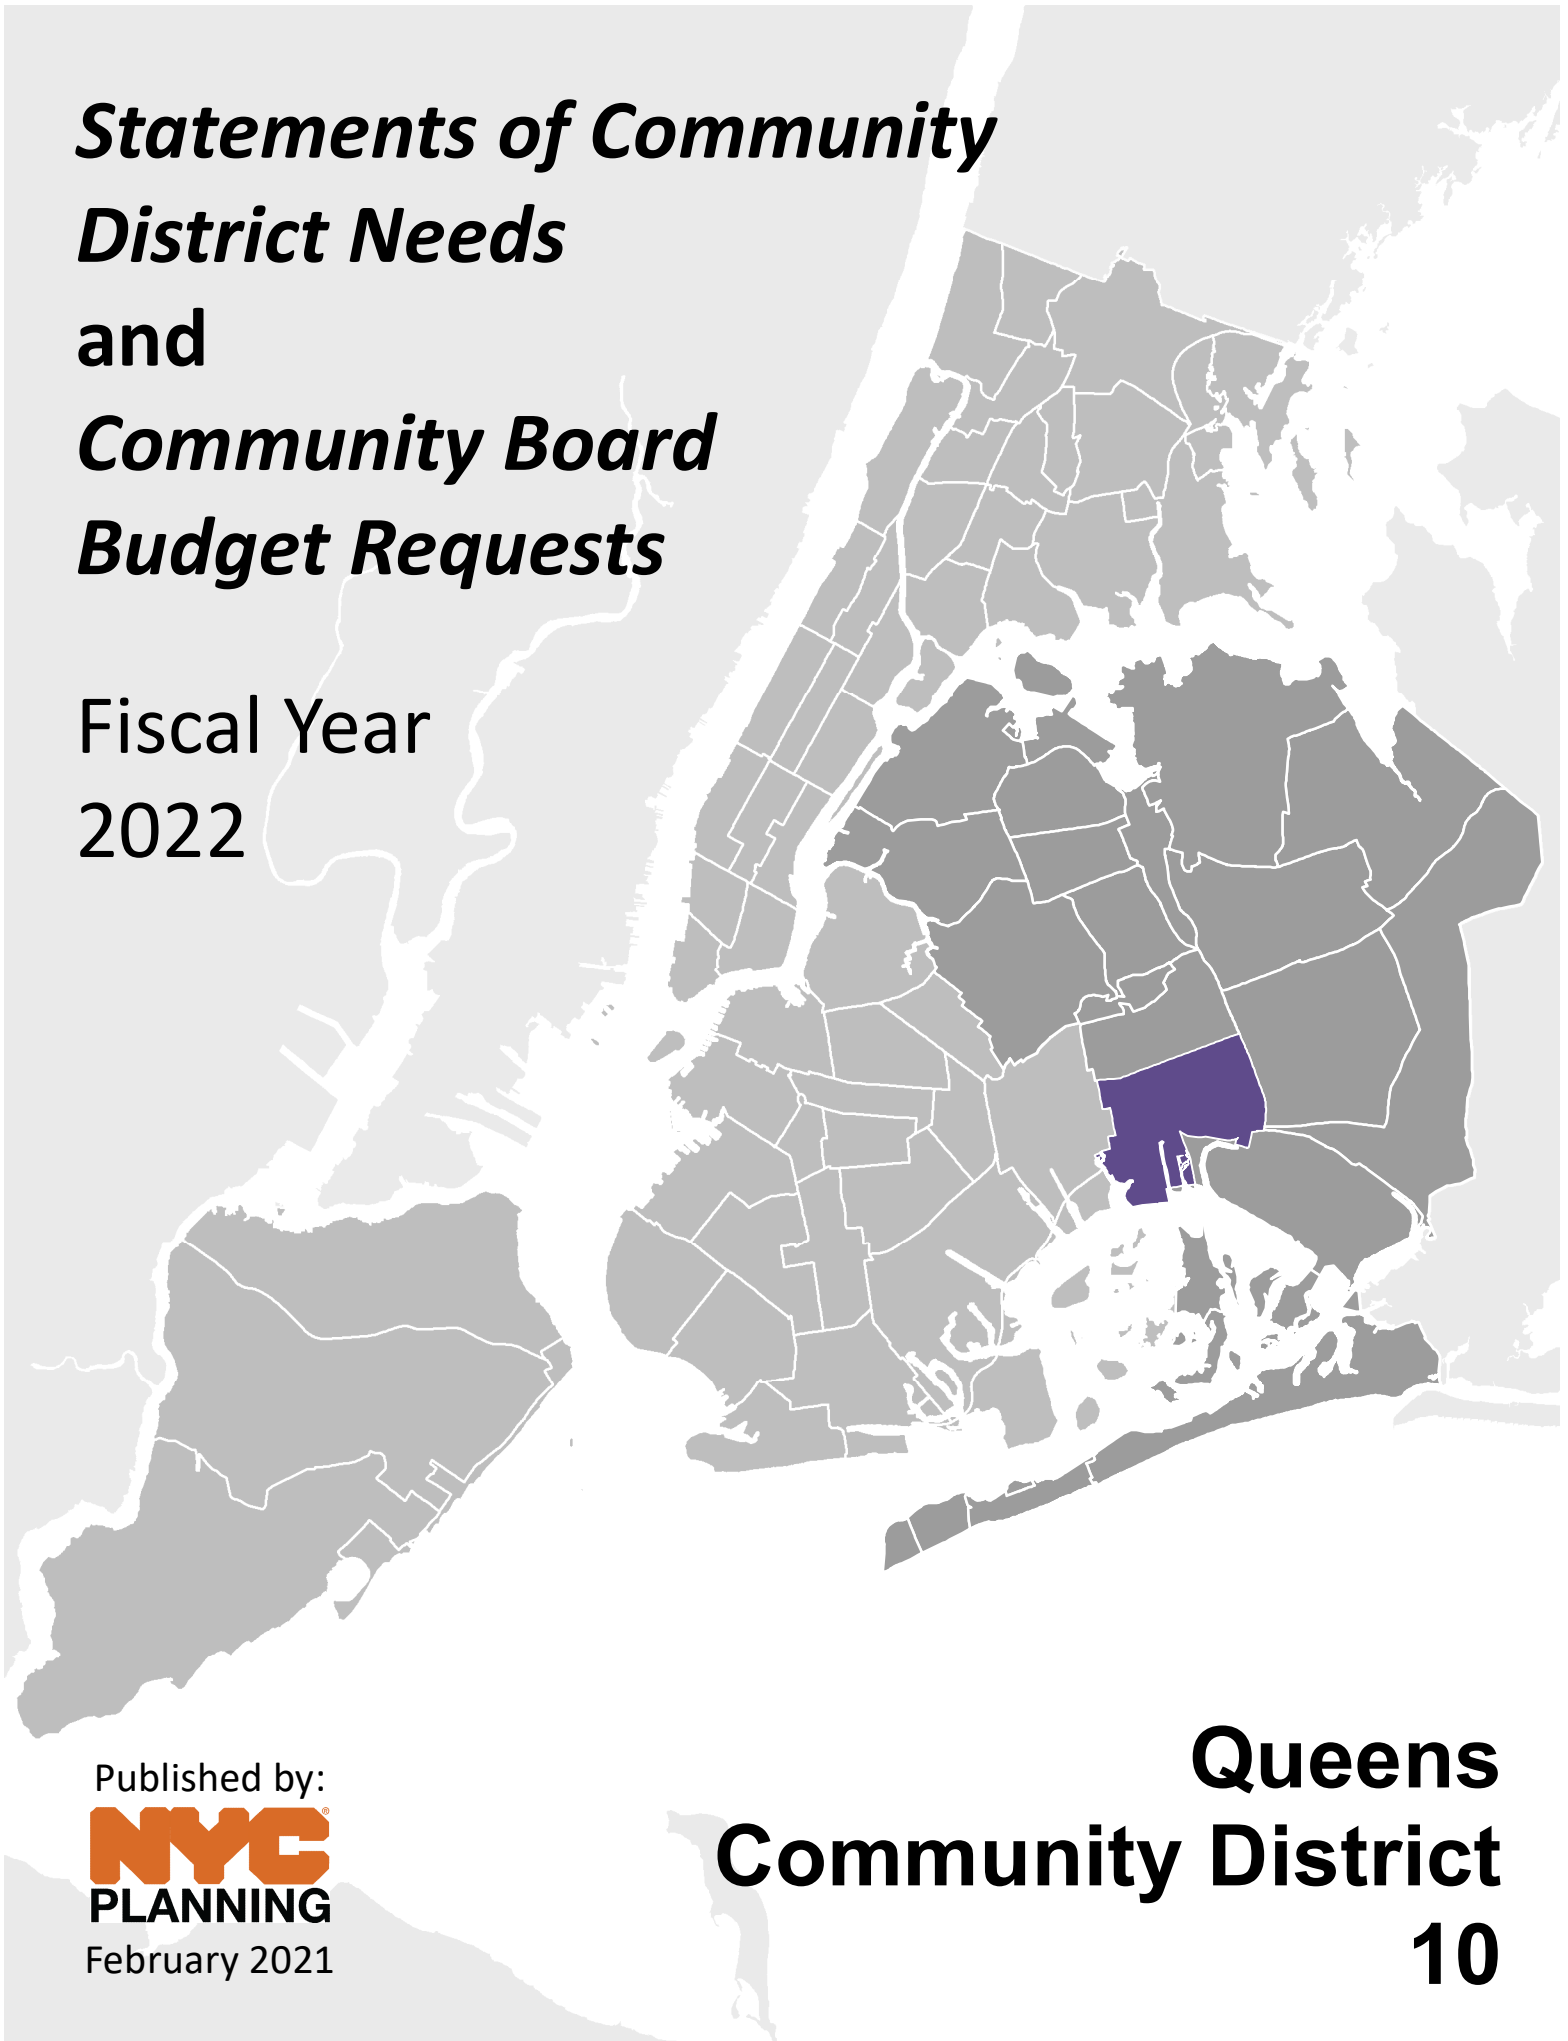 Statements of Community
District Needs
and
Community Board
Budget Requests
Fiscal Year
2022
Published by:
NYC®
PLANNING
February 2021
Queens
Community District
10